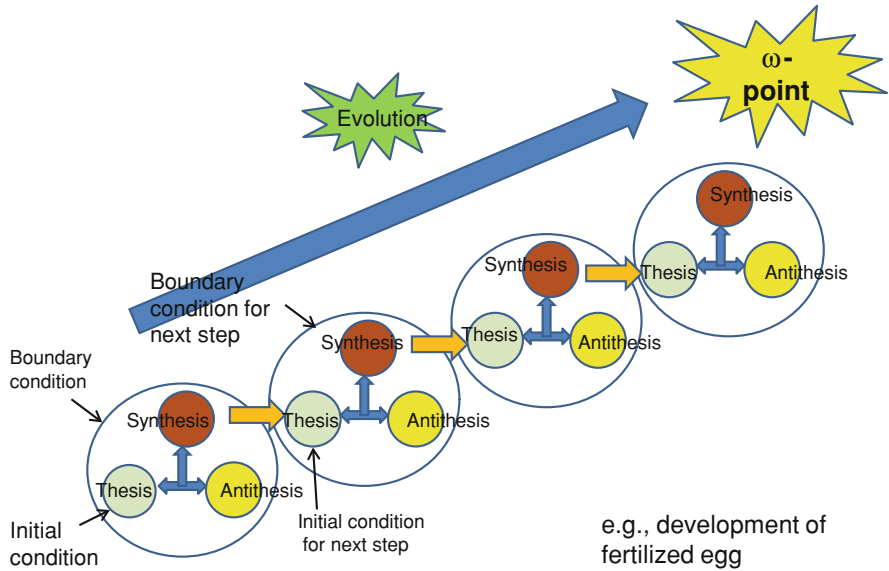 ω-
point
Evolution
Synthesis
Thesis
Antithesis
Synthesis
Thesis
Antithesis
Boundary
condition for
next step
Synthesis
Thesis
Antithesis
Boundary
condition
Synthesis
Thesis
Antithesis
Initial
condition
Initial condition
for next step
e.g., development of
fertilized egg